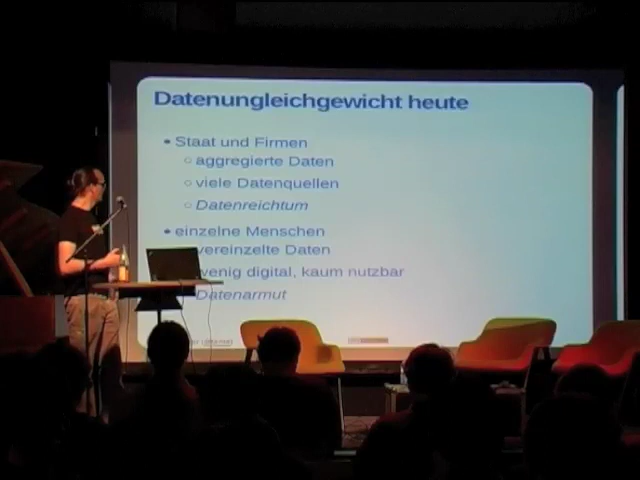 Datenungleichgewicht heute
• Staat und Firmen
○ aggregierte Daten
○ viele Datenquellen
○ Datenreichtum
• einzelne Menschen
vereinzelte Daten
wenig digital, kaum nutzbar
Datenarmut